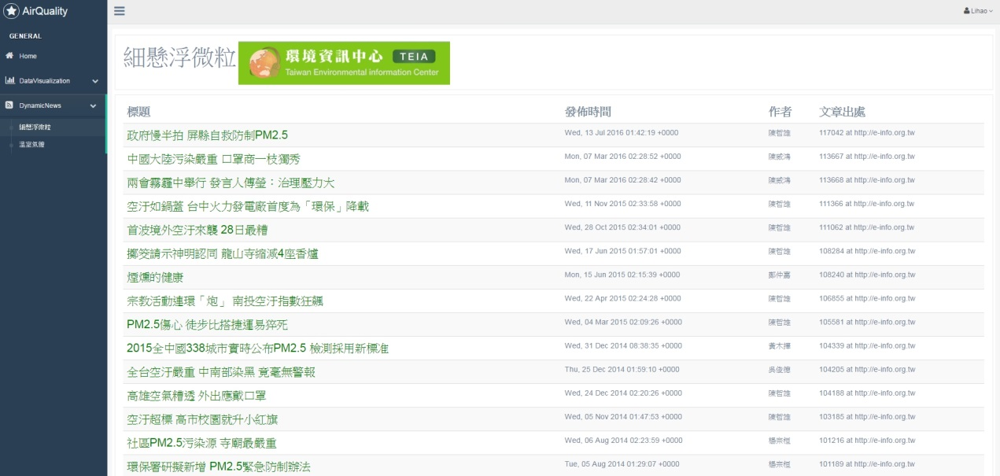 AirQuality
Lihao
GENERAL
Home
DataVisualization
DynamicNews
細懸浮微粒
溫室氣體
細懸浮微粒
環境資訊中心 TEIA
Taiwan Environmental Information Center
標題 發佈時間 作者 文章出處
政府慢半拍 屏縣自救防制PM2.5 Wed, 13 Jul 2016 01:42:19 +0000 陳哲雄 117042 at http://e-info.org.tw
中國大陸污染嚴重 口罩商一枝獨秀 Mon, 07 Mar 2016 02:28:52 +0000 陳威鴻 113667 at http://e-info.org.tw
兩會霧霾中舉行 發言人傅瑩：治理壓力大 Mon, 07 Mar 2016 02:28:42 +0000 陳威鴻 113668 at http://e-info.org.tw
空汙如鍋蓋 台中火力發電廠首度為「環保」降載 Wed, 11 Nov 2015 02:33:58 +0000 陳哲雄 111366 at http://e-info.org.tw
首波境外空汙來襲 28日最糟 Wed, 28 Oct 2015 02:34:01 +0000 陳哲雄 111062 at http://e-info.org.tw
擲筊請示神明認同 龍山寺縮減4座香爐 Wed, 17 Jun 2015 01:57:01 +0000 陳哲雄 108284 at http://e-info.org.tw
煙燻的健康 Mon, 15 Jun 2015 02:15:39 +0000 鄭仲嵩 108240 at http://e-info.org.tw
宗教活動連環「炮」 南投空汙指數狂飆 Wed, 22 Apr 2015 02:24:28 +0000 陳哲雄 106855 at http://e-info.org.tw
PM2.5傷心 徒步比搭捷運易猝死 Wed, 04 Mar 2015 02:09:26 +0000 陳哲雄 105581 at http://e-info.org.tw
2015全中國338城市實時公布PM2.5 檢測採用新標准 Wed, 31 Dec 2014 08:38:35 +0000 黃木擇 104339 at http://e-info.org.tw
全台空汙嚴重 中南部染黑 竟毫無警報 Thu, 25 Dec 2014 01:59:10 +0000 吳俊德 104205 at http://e-info.org.tw
高雄空氣糟透 外出應戴口罩 Wed, 24 Dec 2014 02:20:26 +0000 陳哲雄 104188 at http://e-info.org.tw
空汙超標 高市校園就升小紅旗 Wed, 05 Nov 2014 01:47:53 +0000 陳哲雄 103185 at http://e-info.org.tw
社區PM2.5污染源 寺廟最嚴重 Wed, 06 Aug 2014 02:23:59 +0000 楊宗恒 101216 at http://e-info.org.tw
環保署研擬新增 PM2.5緊急防制辦法 Tue, 05 Aug 2014 01:29:07 +0000 楊宗恒 101189 at http://e-info.org.tw